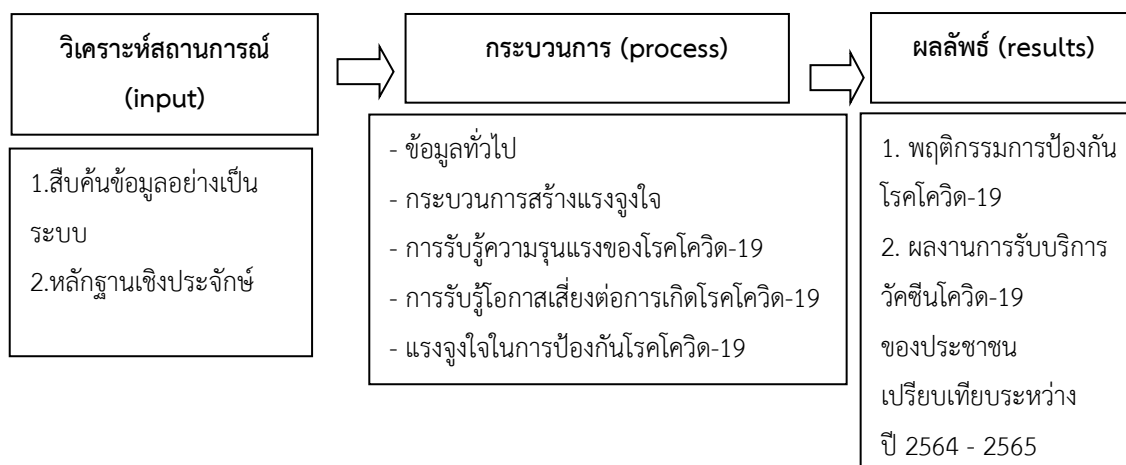 วิเคราะห์สถานการณ์
(input)
1.สืบค้นข้อมูลอย่างเป็น
ระบบ
2.หลักฐานเชิงประจักษ์
กระบวนการ (process)
- ข้อมูลทั่วไป
- กระบวนการสร้างแรงจูงใจ
- การรับรู้ความรุนแรงของโรคโควิด-19
- การรับรู้โอกาสเสี่ยงต่อการเกิดโรคโควิด-19
- แรงจูงใจในการป้องกันโรคโควิด-19
ผลลัพธ์ (results)
1. พฤติกรรมการป้องกัน
โรคโควิด-19
2. ผลงานการรับบริการ
วัคซีนโควิด-19
ของประชาชน
เปรียบเทียบระหว่าง
ปี 2564 - 2565